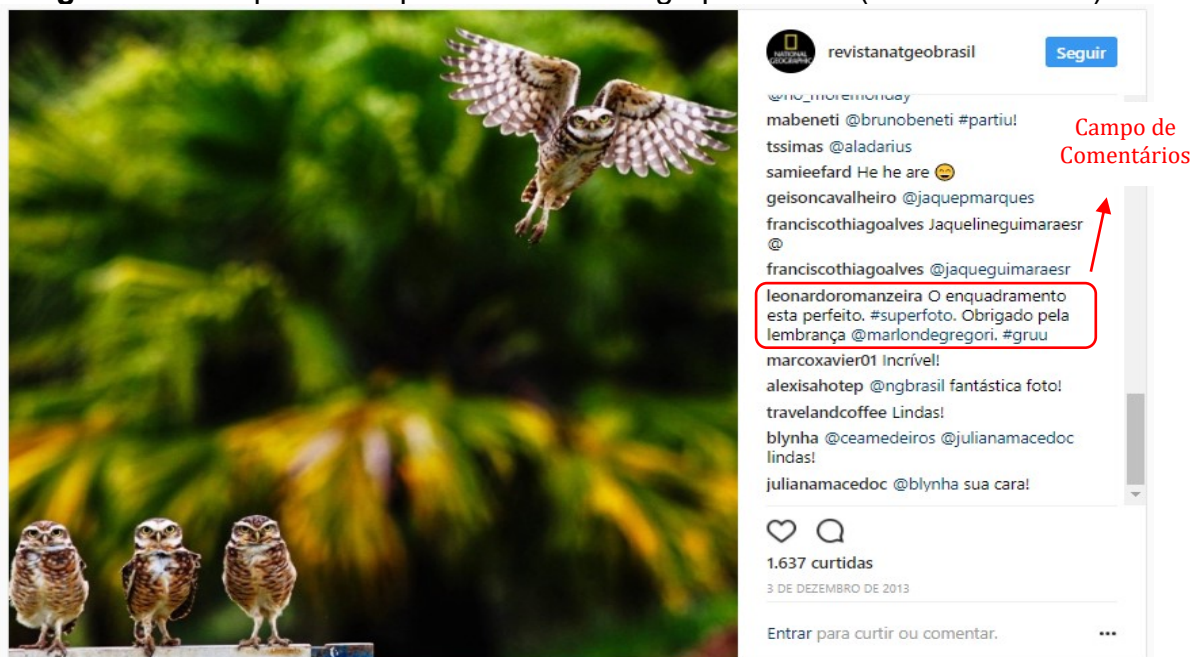 NATIONAL
GEOGRAPHIC
revistanatgeobrasil
Seguir
@no_moremonday
mabeneti @brunobeneti #partiu!
tssimas @aladarius
samieefard He he are 😄
geisoncavalheiro @jaquepmarques
franciscothiagoalves Jaquelineguimaraesr
@
franciscothiagoalves @jaqueguimaraesr
leonardoromanzeira O enquadramento
esta perfeito. #superfoto. Obrigado pela
lembrança @marlondegregori. #gruu
marcoxavier01 Incrível!
alexisahotep @ngbrasil fantástica foto!
travelandcoffee Lindas!
blynha @ceamedeiros @julianamacedoc
lindas!
julianamacedoc @blynha sua cara!
Campo de
Comentários
1.637 curtidas
3 DE DEZEMBRO DE 2013
Entrar para curtir ou comentar.